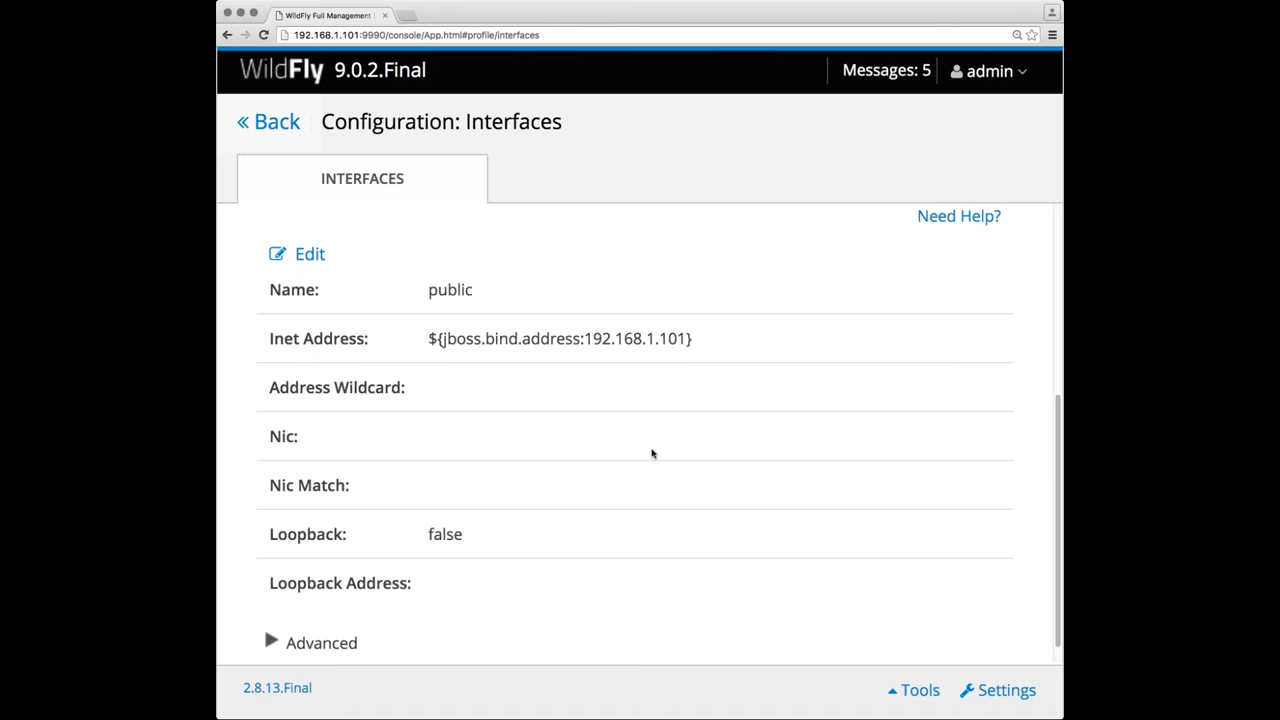 WildFly Full Management
192.168.1.101:9990/console/App.html#profile/interfaces
WildFly 9.0.2.Final
Messages: 5
admin
« Back
Configuration: Interfaces
INTERFACES
Need Help?
Edit
Name: public
Inet Address: ${jboss.bind.address:192.168.1.101}
Address Wildcard:
Nic:
Nic Match:
Loopback: false
Loopback Address:
Advanced
2.8.13.Final
Tools
Settings